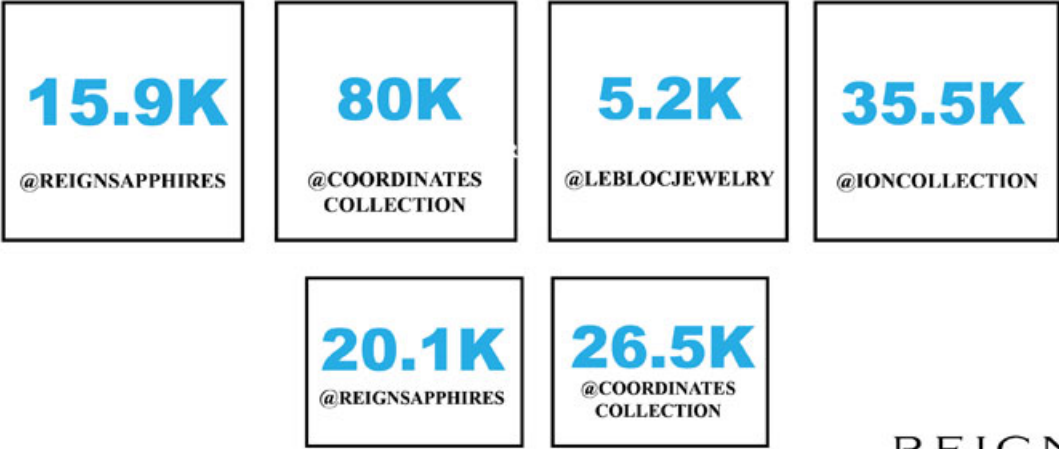 15.9K
80K
5.2K
35.5K
@REIGNSAPPHIRES
@COORDINATES
COLLECTION
@LEBLOCJEWELRY
@IONCOLLECTION
20.1K
26.5K
@REIGNSAPPHIRES
@COORDINATES
COLLECTION